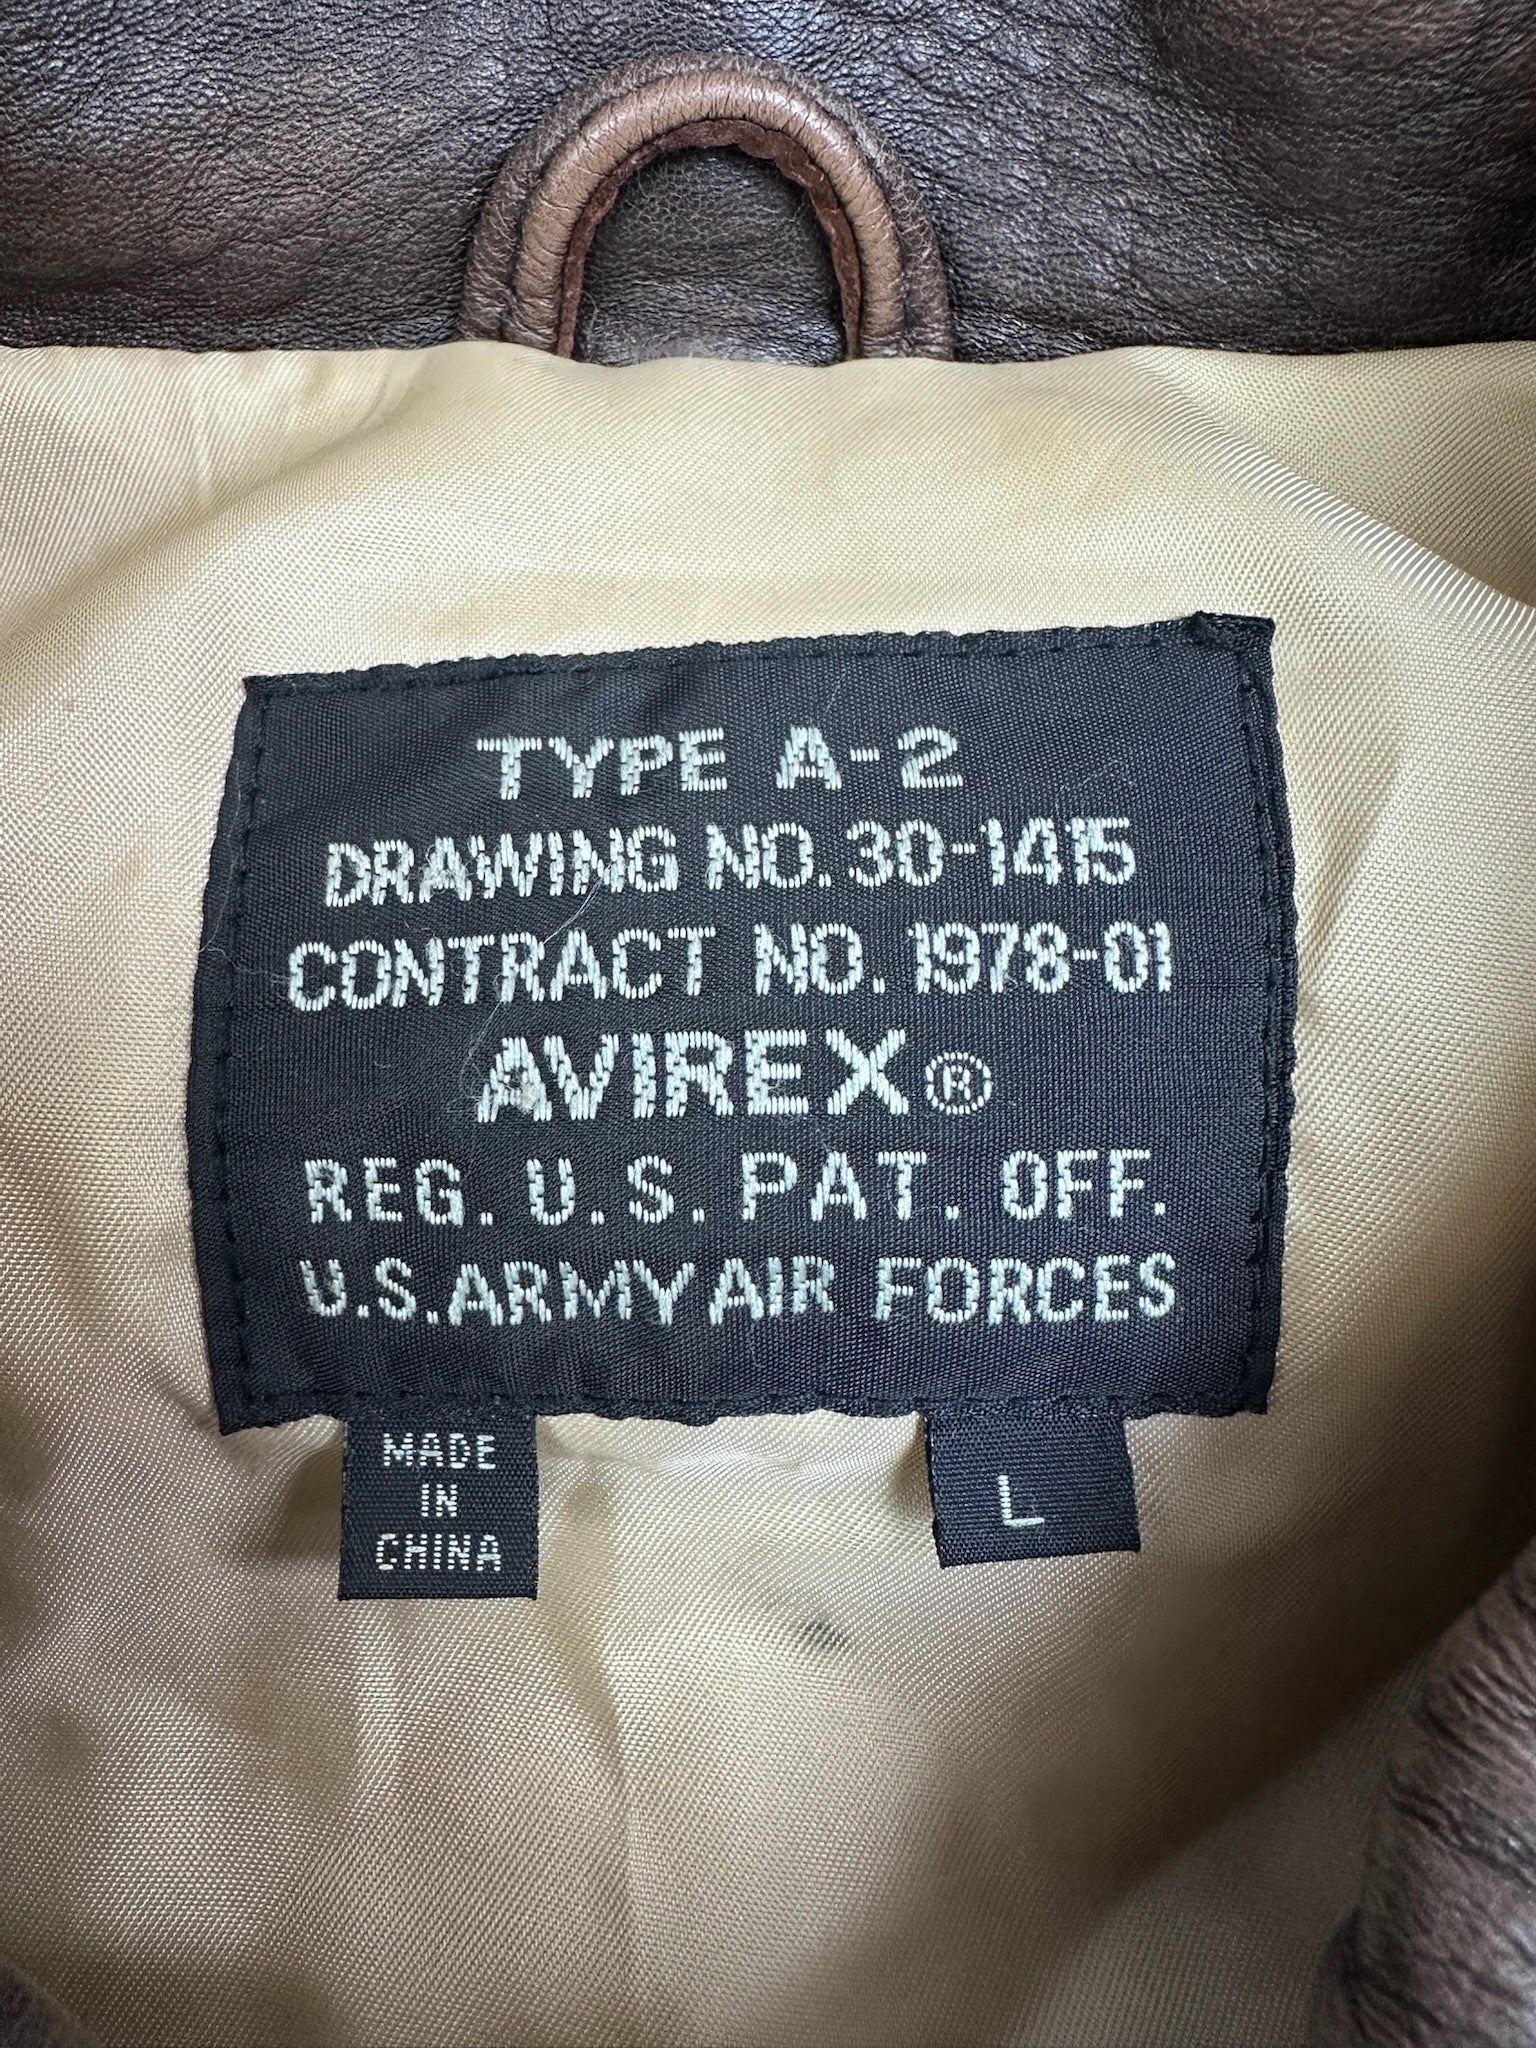 TYPE A-2
DRAWING NO. 30-1415
CONTRACT NO. 1978-01
AVIREX®
REG. U.S. PAT. OFF.
U.S. ARMY AIR FORCES
MADE
IN
CHINA
L